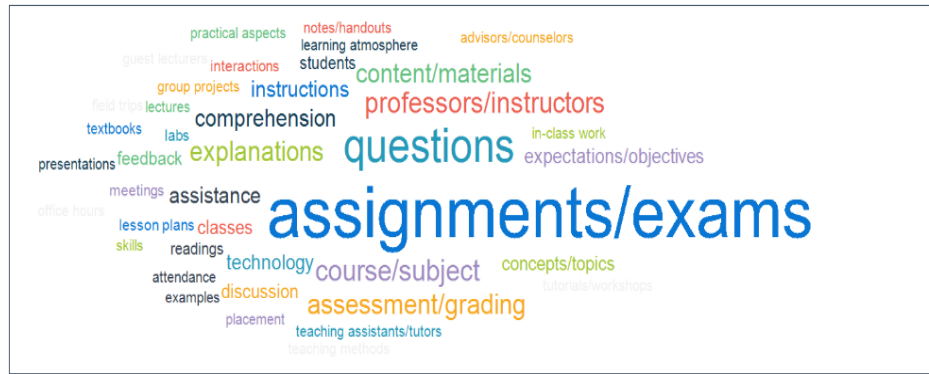 practical aspects
notes/handouts
advisors/counselors
learning atmosphere
guest lecturers
interactions
students
content/materials
group projects
instructions
professors/instructors
field trips
lectures
comprehension
textbooks
labs
questions
in-class work
presentations
feedback
explanations
expectations/objectives
meetings
assistance
assignments/exams
office hours
lesson plans
classes
skills
readings
technology
course/subject
concepts/topics
attendance
examples
discussion
assessment/grading
tutorials/workshops
placement
teaching assistants/tutors
teaching methods